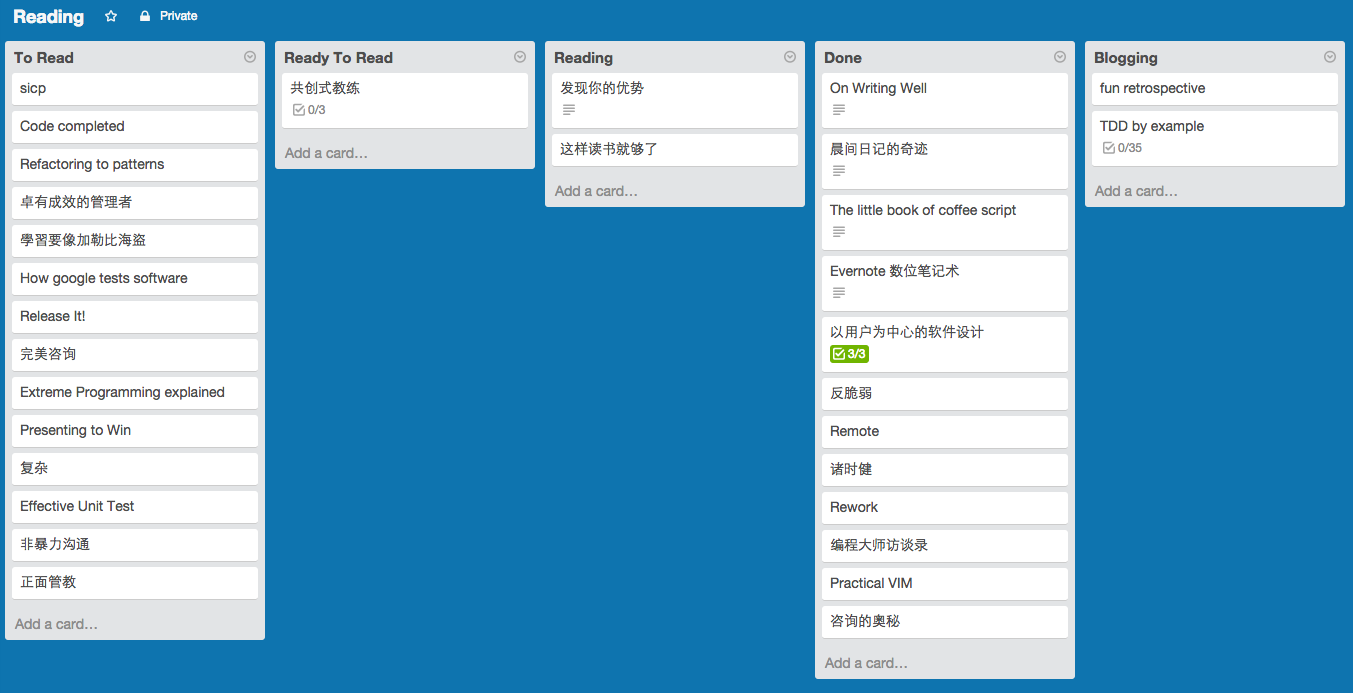 Reading
Private
To Read
sicp
Code completed
Refactoring to patterns
卓有成效的管理者
學習要像加勒比海盗
How google tests software
Release It!
完美咨询
Extreme Programming explained
Presenting to Win
复杂
Effective Unit Test
非暴力沟通
正面管教
Add a card…
Ready To Read
共创式教练
0/3
Add a card…
Reading
发现你的优势
这样读书就够了
Add a card…
Done
On Writing Well
晨间日记的奇迹
The little book of coffee script
Evernote 数位笔记术
以用户为中心的软件设计
3/3
反脆弱
Remote
诸时健
Rework
编程大师访谈录
Practical VIM
咨询的奥秘
Add a card…
Blogging
fun retrospective
TDD by example
0/35
Add a card…